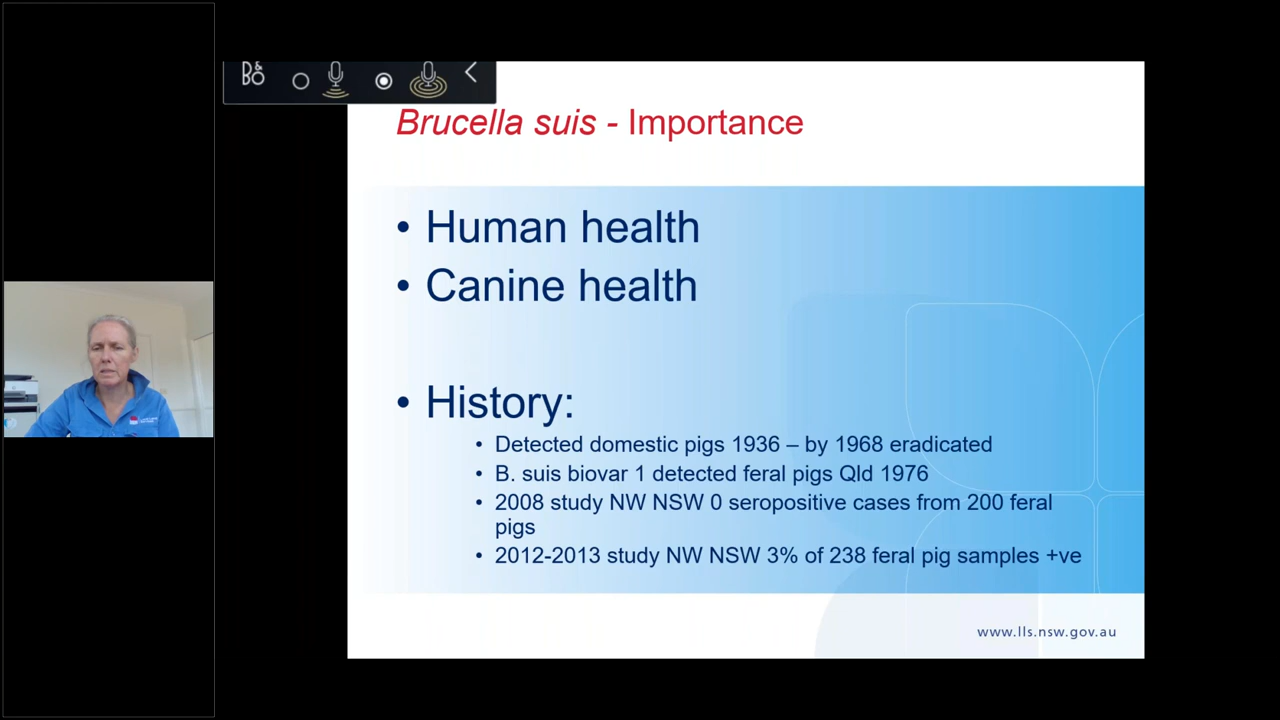 B&O
Brucella suis - Importance
• Human health
• Canine health
• History:
• Detected domestic pigs 1936 – by 1968 eradicated
• B. suis biovar 1 detected feral pigs Qld 1976
• 2008 study NW NSW 0 seropositive cases from 200 feral
pigs
• 2012-2013 study NW NSW 3% of 238 feral pig samples +ve
www.lls.nsw.gov.au